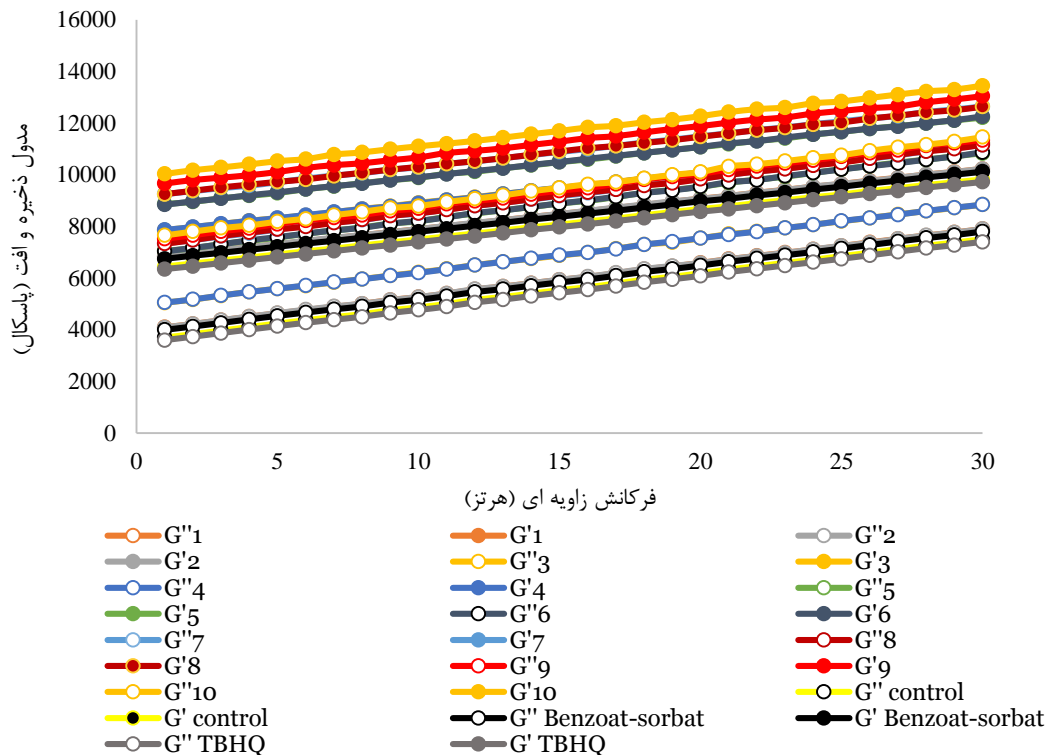 مدول ذخیره و افت (پاسکال)
16000
14000
12000
10000
8000
6000
4000
2000
0
0 5 10 15 20 25 30
فرکانش زاویه ای (هرتز)
G''1 G'1 G''2
G'2 G''3 G'3
G''4 G'4 G''5
G'5 G''6 G'6
G''7 G'7 G''8
G'8 G''9 G'9
G''10 G'10 G'' control
G' control G'' Benzoat-sorbat G' Benzoat-sorbat
G'' TBHQ G' TBHQ